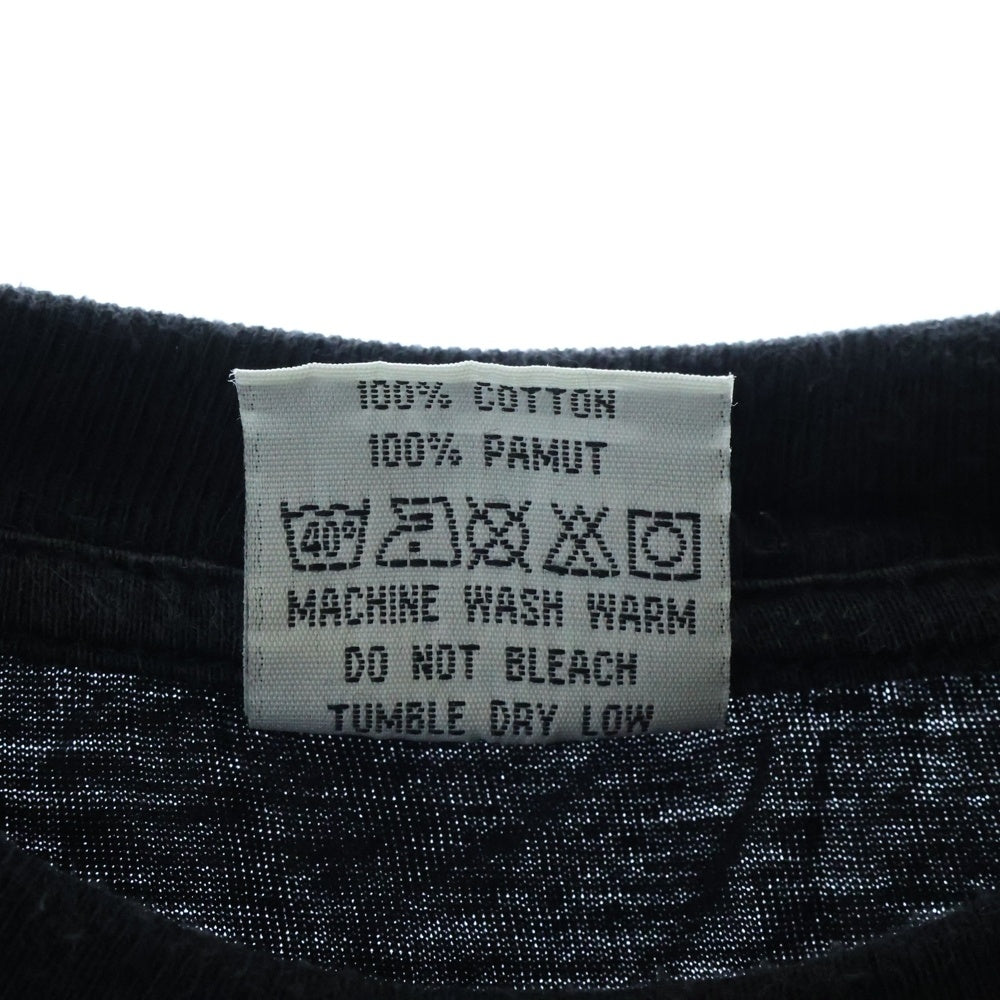 100% COTTON
100% PAMUT
40°
MACHINE WASH WARM
DO NOT BLEACH
TUMBLE DRY LOW